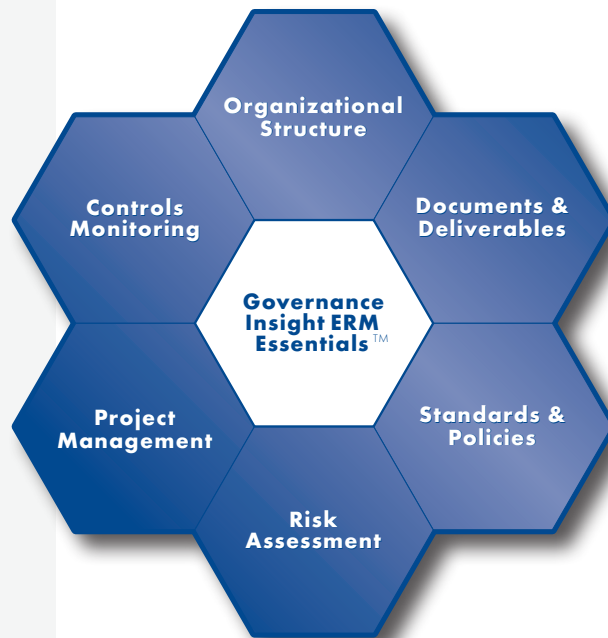 Organizational
Structure
Controls
Monitoring
Documents &
Deliverables
Governance
Insight ERM
Essentials™
Project
Management
Standards &
Policies
Risk
Assessment